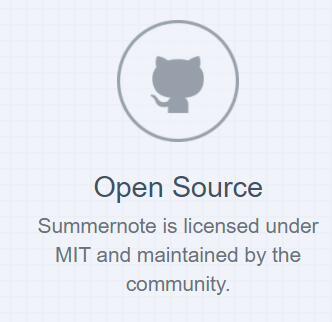 Open Source
Summernote is licensed under
MIT and maintained by the
community.